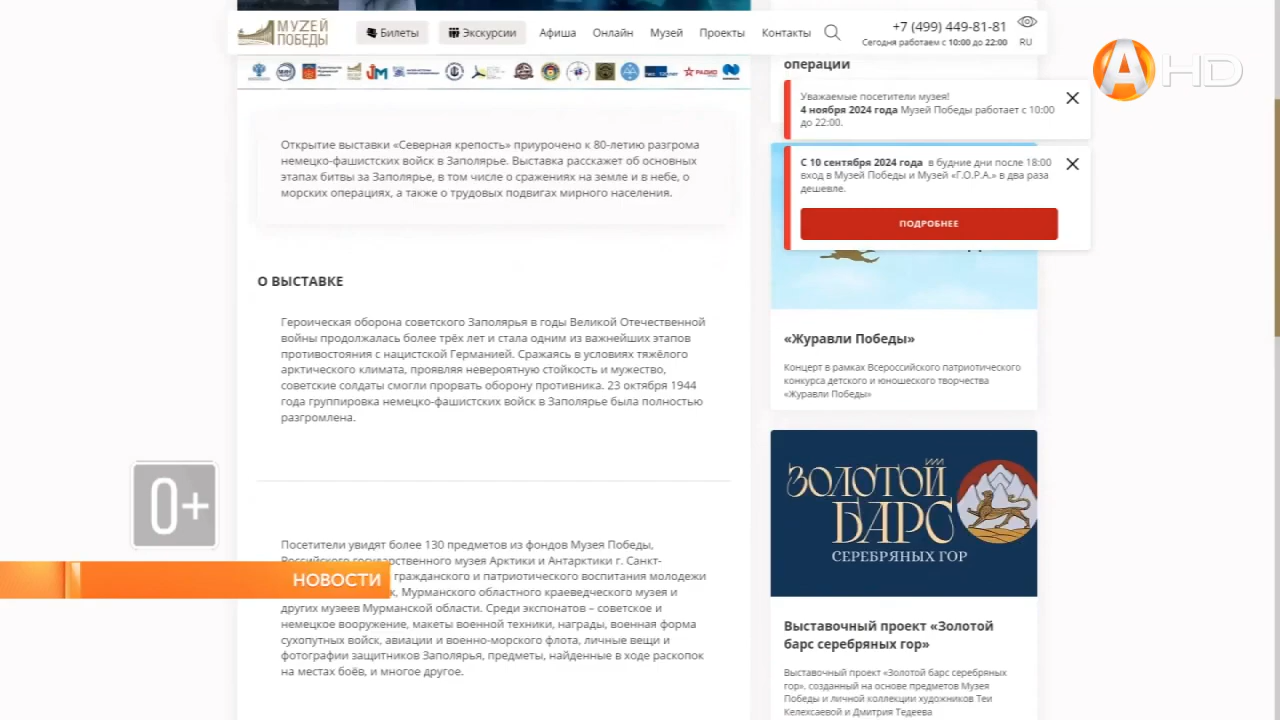 МУZЕЙ
ПОБЕДЫ
Билеты
Экскурсии
Афиша
Онлайн
Музей
Проекты
Контакты
+7 (499) 449-81-81
Сегодня работаем с 10:00 до 22:00
RU
А HD
операции
Уважаемые посетители музея!
4 ноября 2024 года Музей Победы работает с 10:00
до 22:00.
С 10 сентября 2024 года в будние дни после 18:00
вход в Музей Победы и Музей «Г.О.Р.А.» в два раза
дешевле.
ПОДРОБНЕЕ
Открытие выставки «Северная крепость» приурочено к 80-летию разгрома
немецко-фашистских войск в Заполярье. Выставка расскажет об основных
этапах битвы за Заполярье, в том числе о сражениях на земле и в небе, о
морских операциях, а также о трудовых подвигах мирного населения.
О ВЫСТАВКЕ
Героическая оборона советского Заполярья в годы Великой Отечественной
войны продолжалась более трёх лет и стала одним из важнейших этапов
противостояния с нацистской Германией. Сражаясь в условиях тяжёлого
арктического климата, проявляя невероятную стойкость и мужество,
советские солдаты смогли прорвать оборону противника. 23 октября 1944
года группировка немецко-фашистских войск в Заполярье была полностью
разгромлена.
Посетители увидят более 130 предметов из фондов Музея Победы,
Российского государственного музея Арктики и Антарктики г. Санкт-
гражданского и патриотического воспитания молодежи
Мурманского областного краеведческого музея и
других музеев Мурманской области. Среди экспонатов – советское и
немецкое вооружение, макеты военной техники, награды, военная форма
сухопутных войск, авиации и военно-морского флота, личные вещи и
фотографии защитников Заполярья, предметы, найденные в ходе раскопок
на местах боёв, и многое другое.
0+
НОВОСТИ
«Журавли Победы»
Концерт в рамках Всероссийского патриотического
конкурса детского и юношеского творчества
«Журавли Победы»
ЗОЛОТОЙ
БАРС
СЕРЕБРЯНЫХ ГОР
Выставочный проект «Золотой
барс серебряных гор»
Выставочный проект «Золотой барс серебряных
гор», созданный на основе предметов Музея
Победы и личной коллекции художников Теи
Келехсаевой и Дмитрия Тедеева